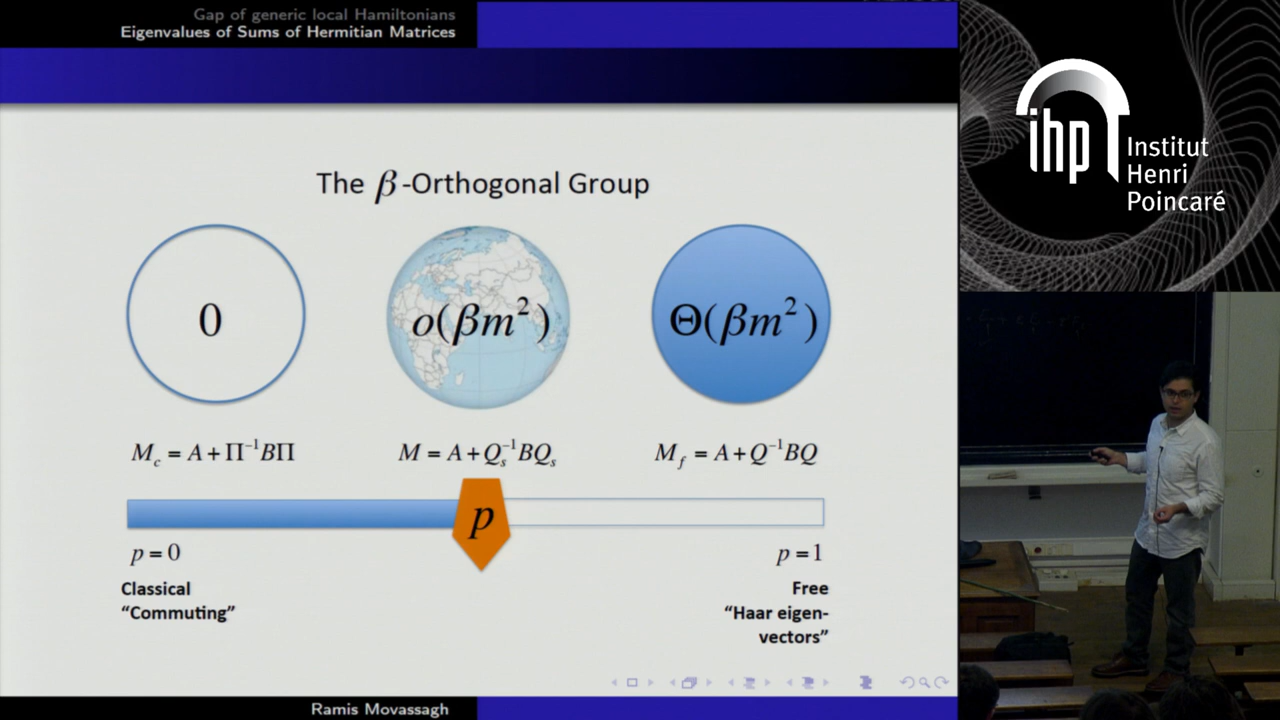 Gap of generic local Hamiltonians
Eigenvalues of Sums of Hermitian Matrices
The β-Orthogonal Group
0
o(βm²)
Θ(βm²)
M_c = A + Π⁻¹BΠ
M = A + Q_s⁻¹BQ_s
M_f = A + Q⁻¹BQ
p
p = 0
p = 1
Classical
"Commuting"
Free
"Haar eigen-
vectors"
Ramis Movassagh
ihp
Institut
Henri
Poincaré